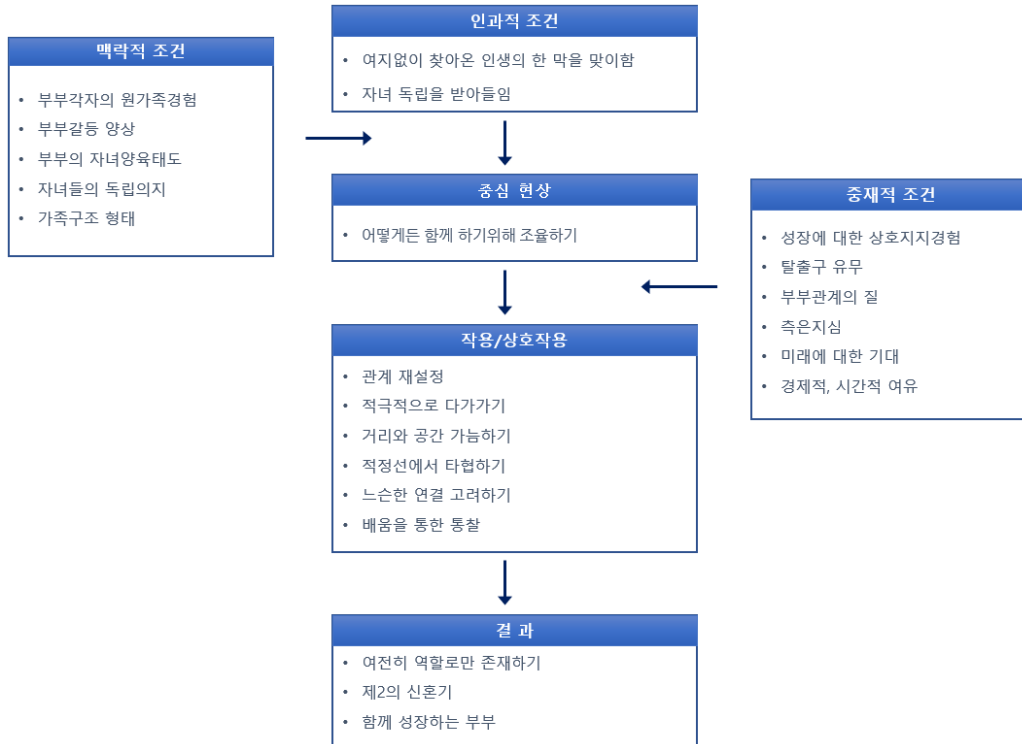 인과적 조건
• 여지없이 찾아온 인생의 한 막을 맞이함
• 자녀 독립을 받아들임
맥락적 조건
• 부부각자의 원가족경험
• 부부갈등 양상
• 부부의 자녀양육태도
• 자녀들의 독립의지
• 가족구조 형태
중심 현상
• 어떻게든 함께 하기위해 조율하기
중재적 조건
• 성장에 대한 상호지지경험
• 탈출구 유무
• 부부관계의 질
• 측은지심
• 미래에 대한 기대
• 경제적, 시간적 여유
작용/상호작용
• 관계 재설정
• 적극적으로 다가가기
• 거리와 공간 가늠하기
• 적정선에서 타협하기
• 느슨한 연결 고려하기
• 배움을 통한 통찰
결 과
• 여전히 역할로만 존재하기
• 제2의 신혼기
• 함께 성장하는 부부